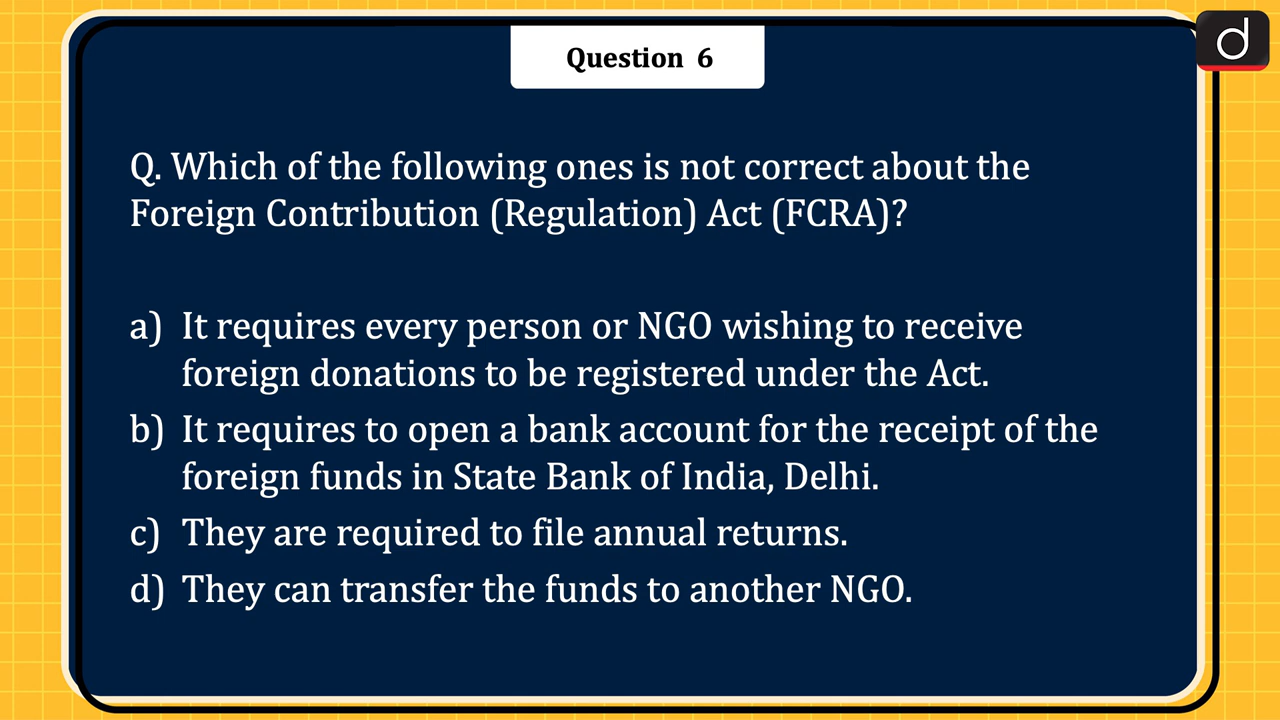 Question 6
d
Q. Which of the following ones is not correct about the
Foreign Contribution (Regulation) Act (FCRA)?
a) It requires every person or NGO wishing to receive
foreign donations to be registered under the Act.
b) It requires to open a bank account for the receipt of the
foreign funds in State Bank of India, Delhi.
c) They are required to file annual returns.
d) They can transfer the funds to another NGO.